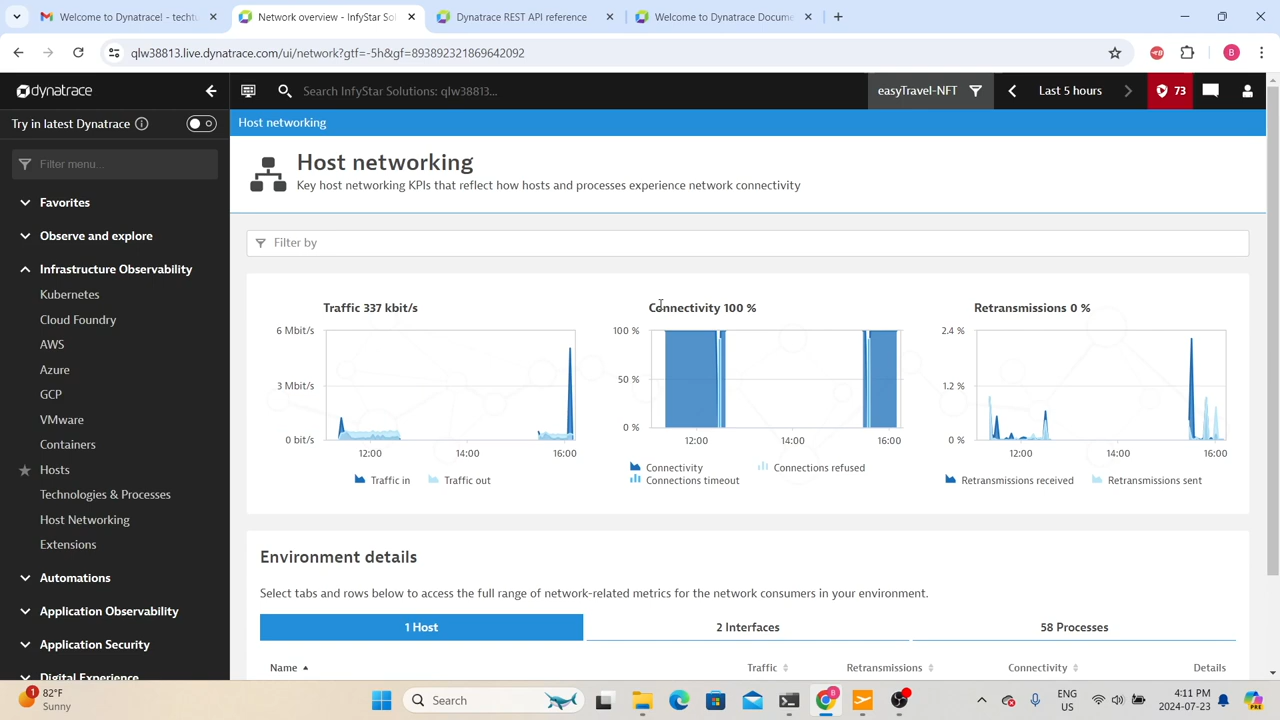 Welcome to Dynatrace! - techtu
Network overview - InfyStar Sol
Dynatrace REST API reference
Welcome to Dynatrace Docume
qlw38813.live.dynatrace.com/ui/network?gtf=-5h&gf=893892321869642092
B
dynatrace
Search InfyStar Solutions: qlw38813...
easyTravel-NFT
Last 5 hours
73
Try in latest Dynatrace
Host networking
Filter menu...
Favorites
Observe and explore
Infrastructure Observability
Kubernetes
Cloud Foundry
AWS
Azure
GCP
VMware
Containers
Hosts
Technologies & Processes
Host Networking
Extensions
Automations
Application Observability
Application Security
Digital Experience
Host networking
Key host networking KPIs that reflect how hosts and processes experience network connectivity
Filter by
Traffic 337 kbit/s
6 Mbit/s
3 Mbit/s
0 bit/s
12:00
14:00
16:00
Traffic in
Traffic out
Connectivity 100 %
100 %
50 %
0 %
12:00
14:00
16:00
Connectivity
Connections refused
Connections timeout
Retransmissions 0 %
2.4 %
1.2 %
0 %
12:00
14:00
16:00
Retransmissions received
Retransmissions sent
Environment details
Select tabs and rows below to access the full range of network-related metrics for the network consumers in your environment.
1 Host
2 Interfaces
58 Processes
Name
Traffic
Retransmissions
Connectivity
Details
1
82°F
Sunny
Search
ENG
US
4:11 PM
2024-07-23